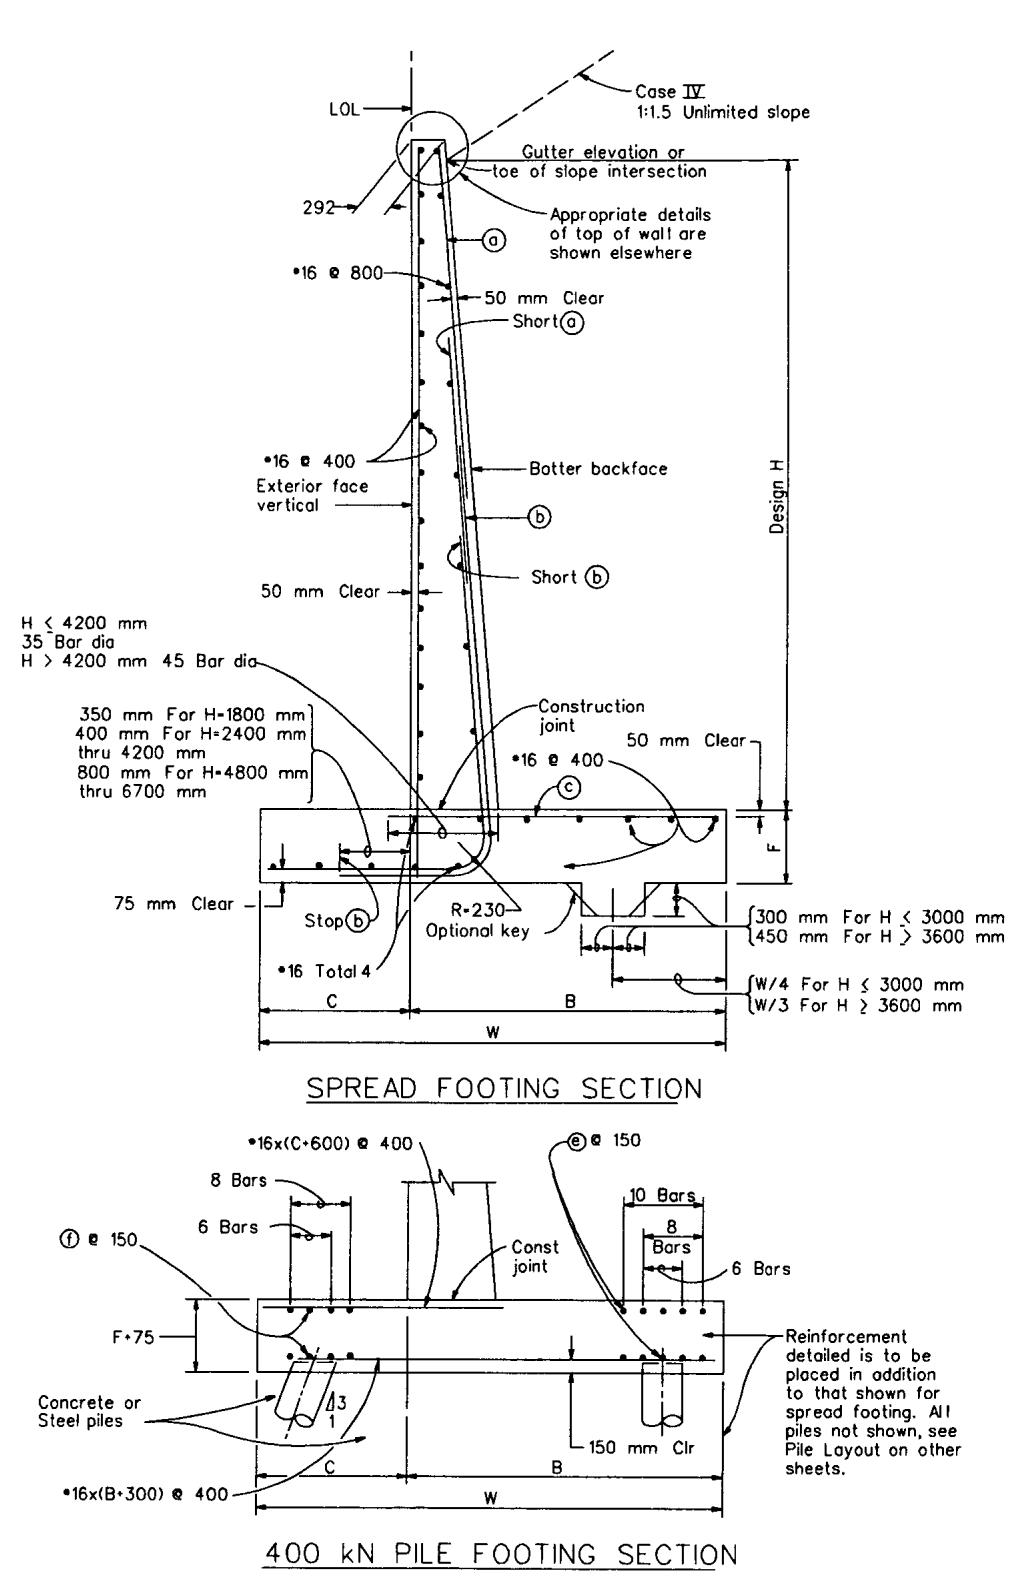 Case IV
1:1.5 Unlimited slope
LOL
Gutter elevation or
toe of slope intersection
292
Appropriate details
of top of wall are
shown elsewhere
a
•16 @ 800
50 mm Clear
Short a
•16 @ 400
Batter backface
Exterior face
vertical
Design H
b
Short b
50 mm Clear
H ≤ 4200 mm
35 Bar dia
H > 4200 mm 45 Bar dia
350 mm For H=1800 mm
400 mm For H=2400 mm
thru 4200 mm
800 mm For H=4800 mm
thru 6700 mm
Construction
joint
50 mm Clear
•16 @ 400
c
F
75 mm Clear
Stop b
R=230
Optional key
300 mm For H ≤ 3000 mm
450 mm For H ≥ 3600 mm
•16 Total 4
W/4 For H ≤ 3000 mm
W/3 For H ≥ 3600 mm
C
B
W
SPREAD FOOTING SECTION
•16x(C+600) @ 400
e @ 150
8 Bars
10 Bars
6 Bars
8
Bars
f @ 150
Const
joint
6 Bars
F+75
Reinforcement
detailed is to be
placed in addition
to that shown for
spread footing. All
piles not shown, see
Pile Layout on other
sheets.
Concrete or
Steel piles
3
1
150 mm Clr
C
B
•16x(B+300) @ 400
W
400 kN PILE FOOTING SECTION